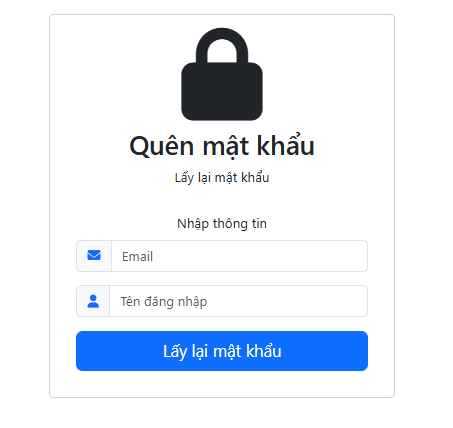 Quên mật khẩu
Lấy lại mật khẩu
Nhập thông tin
Email
Tên đăng nhập
Lấy lại mật khẩu